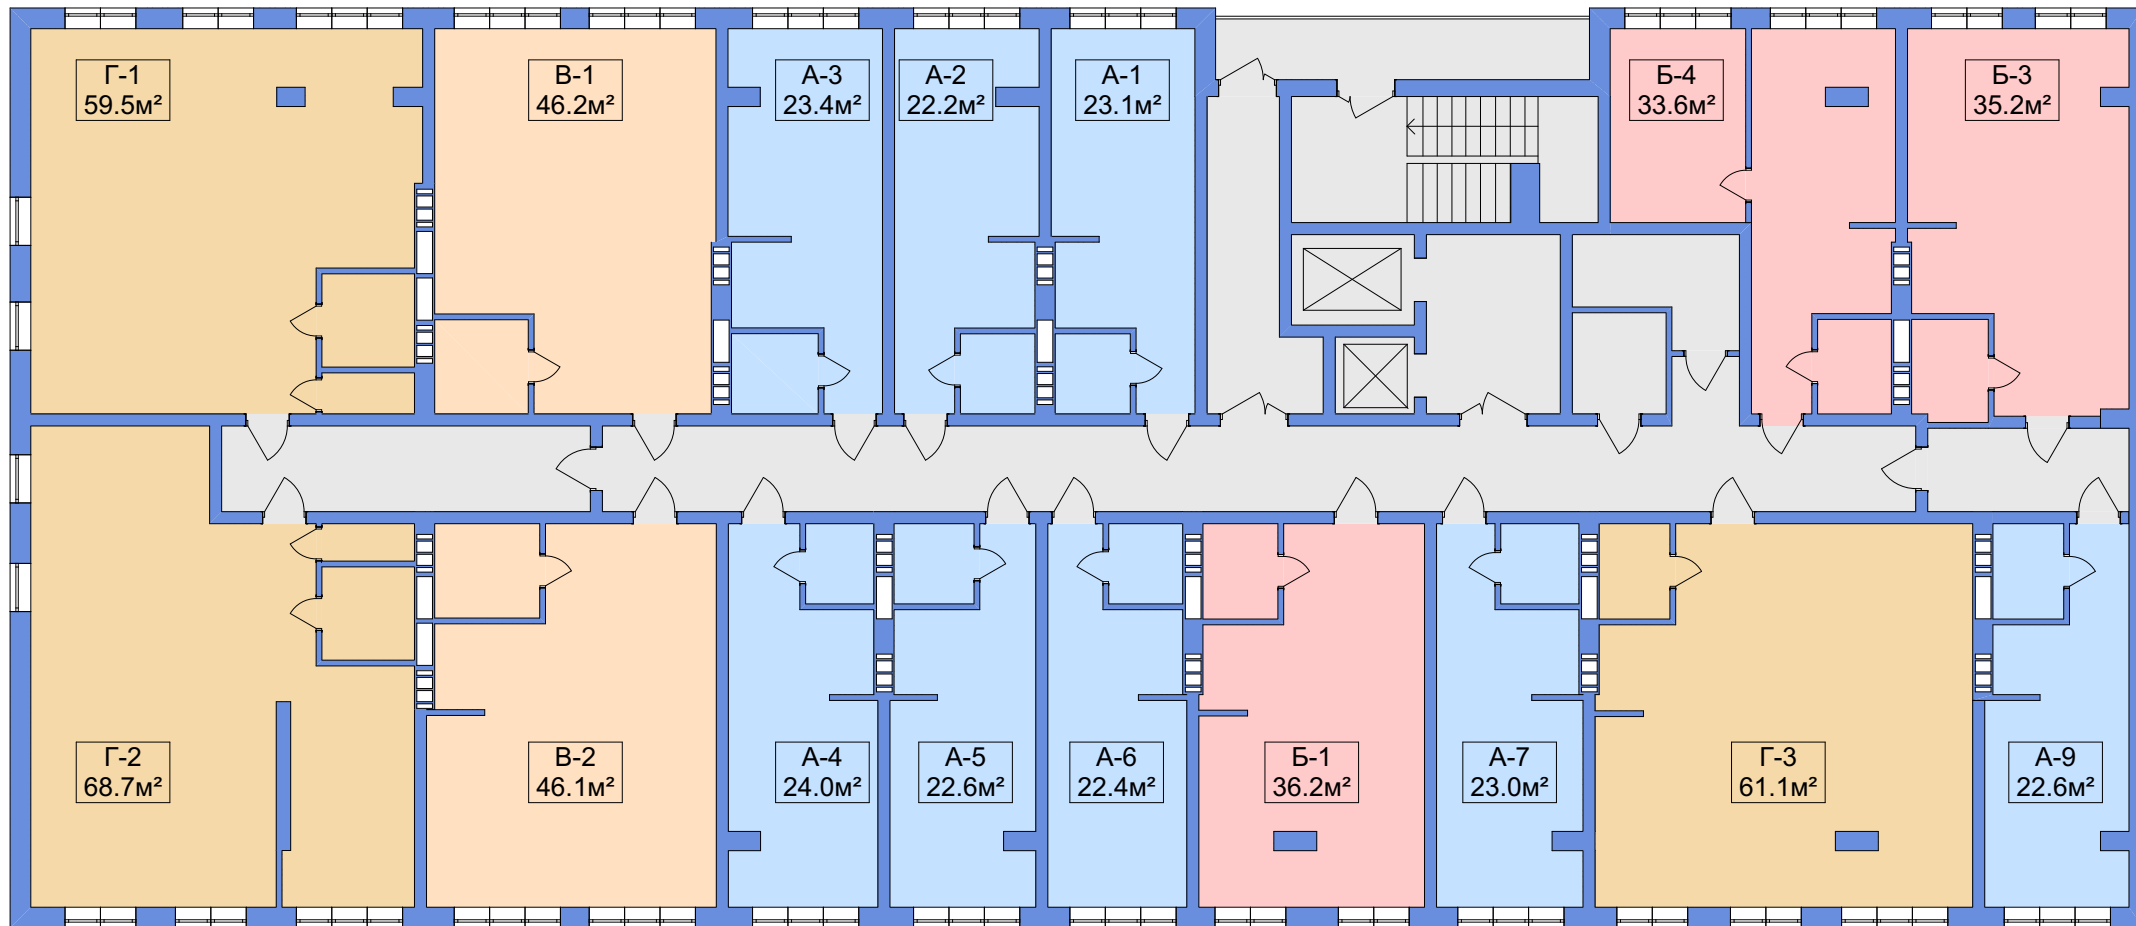 Г-1
59.5м²
В-1
46.2м²
А-3
23.4м²
А-2
22.2м²
А-1
23.1м²
Б-4
33.6м²
Б-3
35.2м²
Г-2
68.7м²
В-2
46.1м²
А-4
24.0м²
А-5
22.6м²
А-6
22.4м²
Б-1
36.2м²
А-7
23.0м²
Г-3
61.1м²
А-9
22.6м²